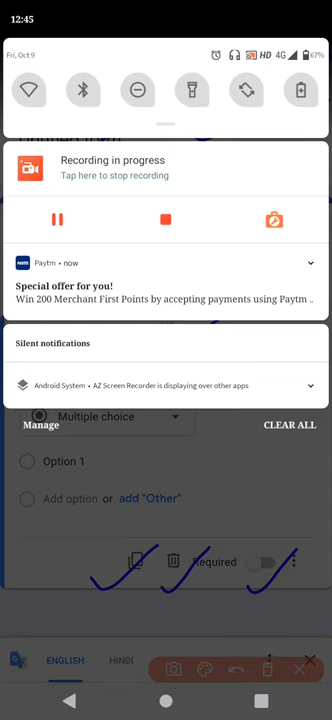 12:45
Fri, Oct 9
HD 4G 67%
Recording in progress
Tap here to stop recording
Paytm • now
Special offer for you!
Win 200 Merchant First Points by accepting payments using Paytm ..
Silent notifications
Android System • AZ Screen Recorder is displaying over other apps
Multiple choice
Manage
CLEAR ALL
Option 1
Add option or add "Other"
Required
ENGLISH
HINDI